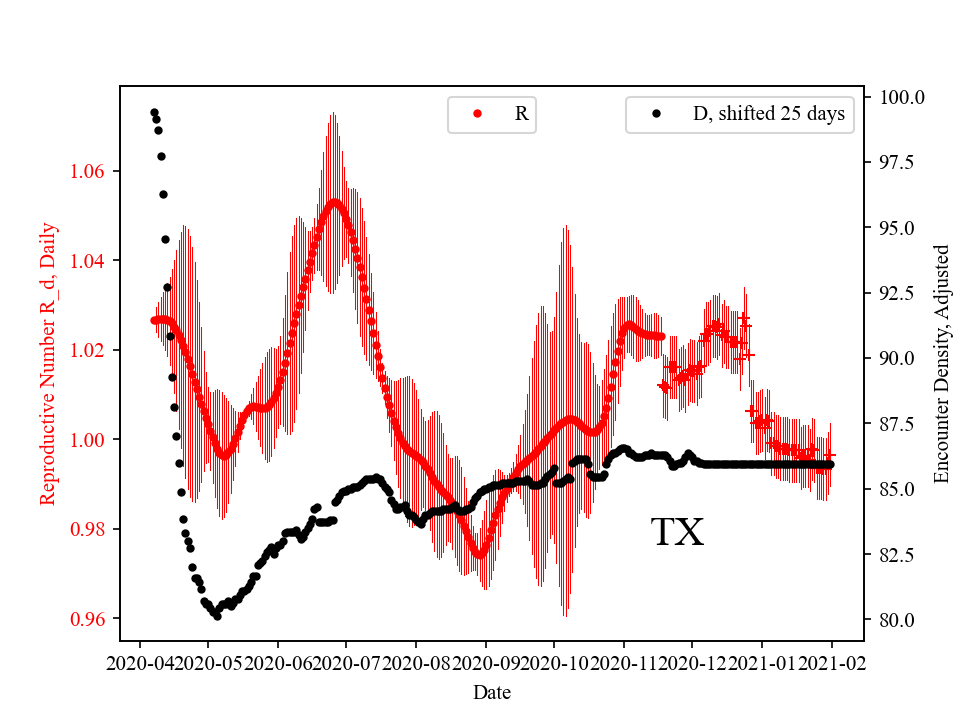 R
D, shifted 25 days
Reproductive Number R_d, Daily
1.06
1.04
1.02
1.00
0.98
0.96
100.0
97.5
95.0
92.5
90.0
87.5
85.0
82.5
80.0
Encounter Density, Adjusted
TX
2020-04 2020-05 2020-06 2020-07 2020-08 2020-09 2020-10 2020-11 2020-12 2021-01 2021-02
Date